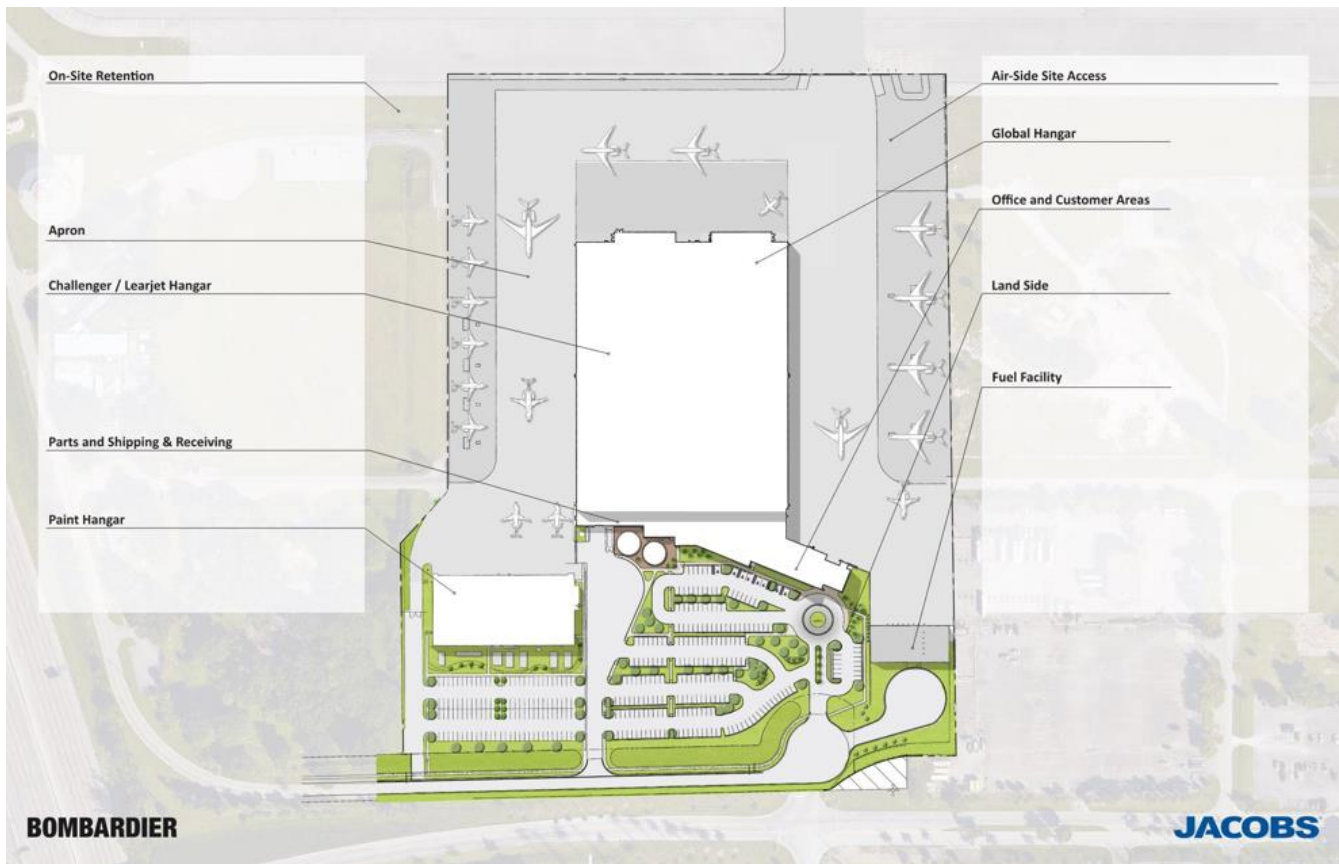 On-Site Retention
Apron
Challenger / Learjet Hangar
Parts and Shipping & Receiving
Paint Hangar
Air-Side Site Access
Global Hangar
Office and Customer Areas
Land Side
Fuel Facility
BOMBARDIER
JACOBS